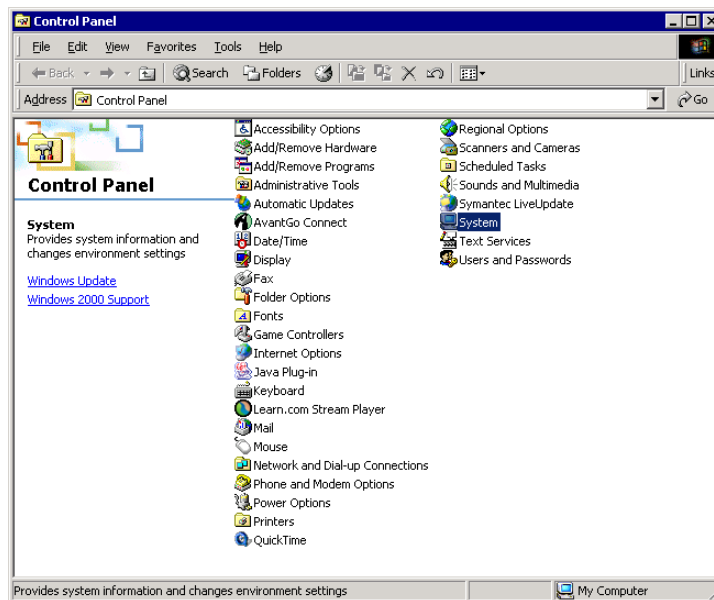 Control Panel
File Edit View Favorites Tools Help
Back Search Folders Links
Address Control Panel Go
Control Panel
System
Provides system information and
changes environment settings
Windows Update
Windows 2000 Support
Accessibility Options
Add/Remove Hardware
Add/Remove Programs
Administrative Tools
Automatic Updates
AvantGo Connect
Date/Time
Display
Fax
Folder Options
Fonts
Game Controllers
Internet Options
Java Plug-in
Keyboard
Learn.com Stream Player
Mail
Mouse
Network and Dial-up Connections
Phone and Modem Options
Power Options
Printers
QuickTime
Regional Options
Scanners and Cameras
Scheduled Tasks
Sounds and Multimedia
Symantec LiveUpdate
System
Text Services
Users and Passwords
Provides system information and changes environment settings My Computer